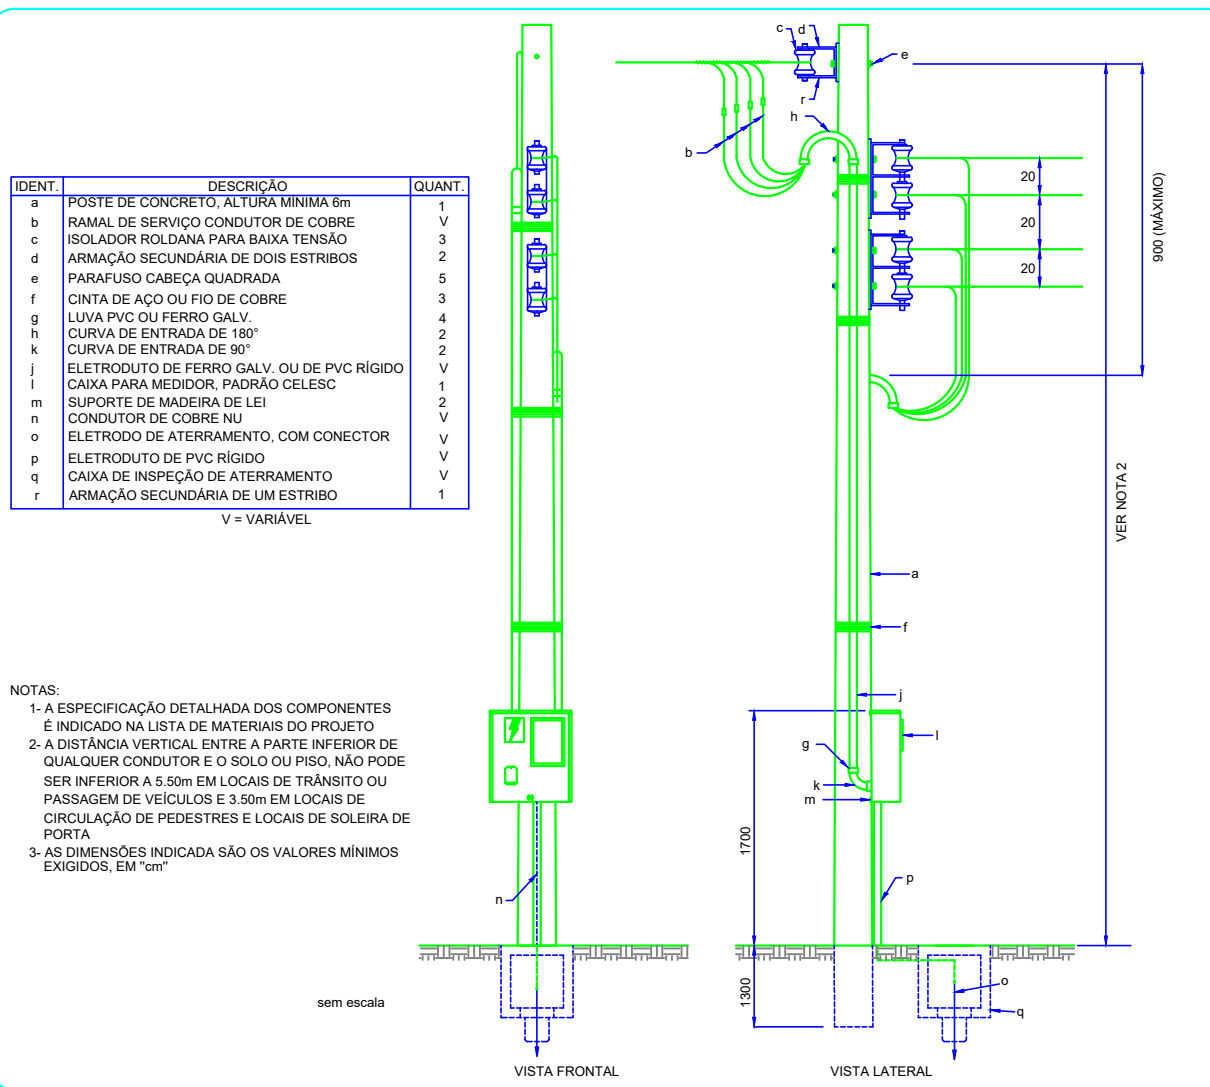 IDENT. DESCRIÇÃO QUANT.
a POSTE DE CONCRETO, ALTURA MÍNIMA 6m 1
b RAMAL DE SERVIÇO CONDUTOR DE COBRE V
c ISOLADOR ROLDANA PARA BAIXA TENSÃO 3
d ARMAÇÃO SECUNDÁRIA DE DOIS ESTRIBOS 2
e PARAFUSO CABEÇA QUADRADA 5
f CINTA DE AÇO OU FIO DE COBRE 3
g LUVA PVC OU FERRO GALV. 4
h CURVA DE ENTRADA DE 180° 2
k CURVA DE ENTRADA DE 90° 2
j ELETRODUTO DE FERRO GALV. OU DE PVC RÍGIDO V
l CAIXA PARA MEDIDOR, PADRÃO CELESC 1
m SUPORTE DE MADEIRA DE LEI 2
n CONDUTOR DE COBRE NU V
o ELETRODO DE ATERRAMENTO, COM CONECTOR V
p ELETRODUTO DE PVC RÍGIDO V
q CAIXA DE INSPEÇÃO DE ATERRAMENTO V
r ARMAÇÃO SECUNDÁRIA DE UM ESTRIBO 1
V = VARIÁVEL
NOTAS:
1- A ESPECIFICAÇÃO DETALHADA DOS COMPONENTES
É INDICADO NA LISTA DE MATERIAIS DO PROJETO
2- A DISTÂNCIA VERTICAL ENTRE A PARTE INFERIOR DE
QUALQUER CONDUTOR E O SOLO OU PISO, NÃO PODE
SER INFERIOR A 5.50m EM LOCAIS DE TRÂNSITO OU
PASSAGEM DE VEÍCULOS E 3.50m EM LOCAIS DE
CIRCULAÇÃO DE PEDESTRES E LOCAIS DE SOLEIRA DE
PORTA
3- AS DIMENSÕES INDICADA SÃO OS VALORES MÍNIMOS
EXIGIDOS, EM "cm"
sem escala
n
VISTA FRONTAL
c
d
e
r
h
b
20
20
20
900 (MÁXIMO)
VER NOTA 2
a
f
j
l
g
k
m
1700
p
1300
o
q
VISTA LATERAL